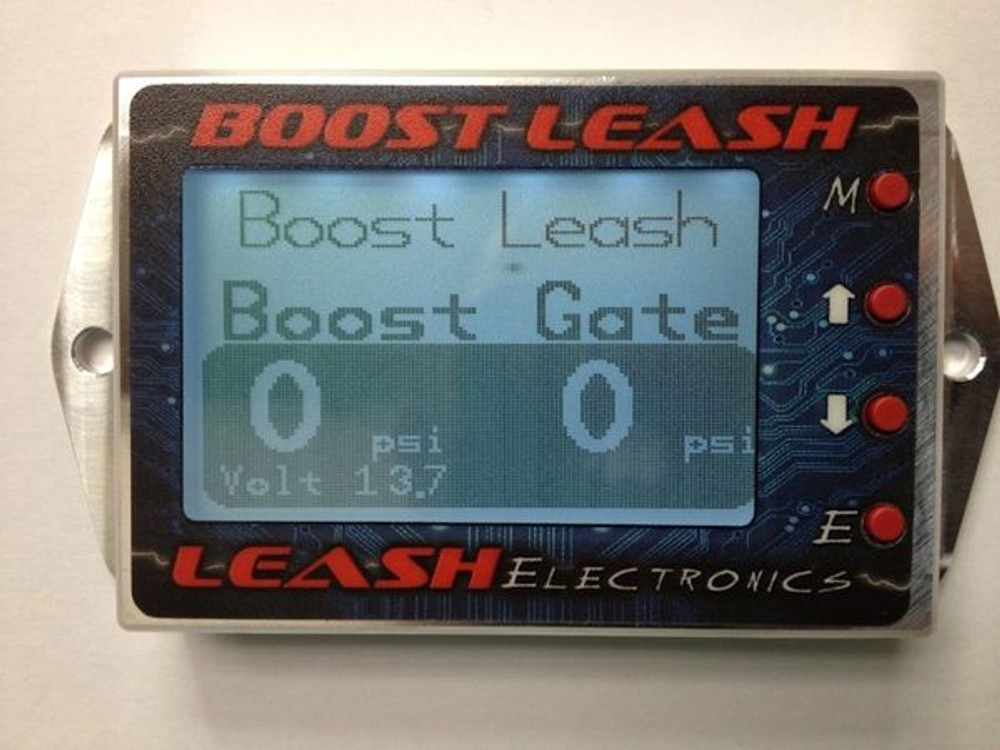 BOOST LEASH
Boost Leash
Boost Gate
0 psi 0 psi
Volt 13.7
M
E
LEASH ELECTRONICS